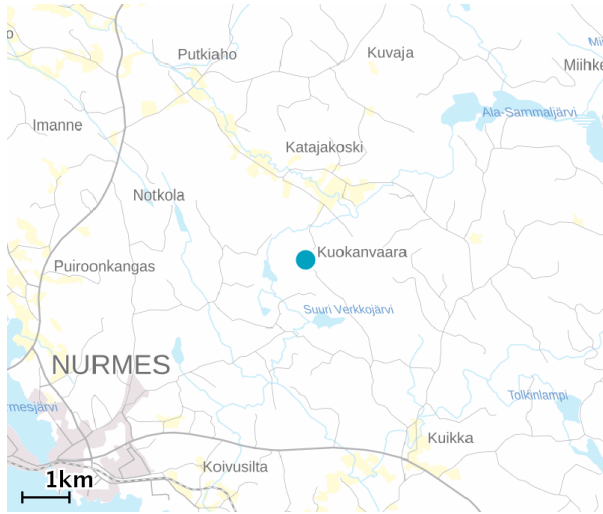 Putkiaho
Kuvaja
Miihke
Ala-Sammaljärvi
Imanne
Katajakoski
Notkola
Kuokanvaara
Puiroonkangas
Suuri Verkkojärvi
NURMES
Tolkinlampi
rmesjärvi
Kuikka
Koivusilta
1km